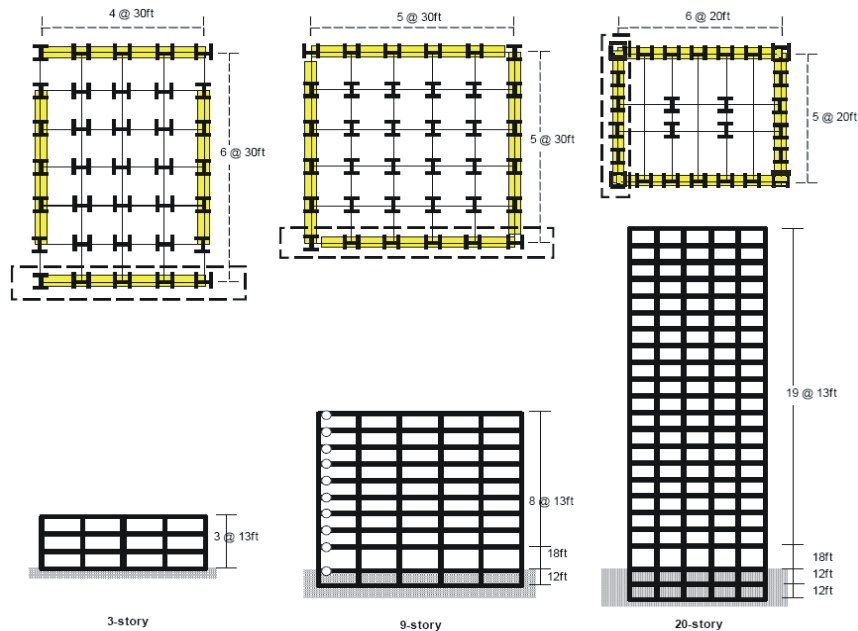 4 @ 30ft
5 @ 30ft
6 @ 20ft
6 @ 30ft
5 @ 30ft
5 @ 20ft
3 @ 13ft
8 @ 13ft
18ft
12ft
19 @ 13ft
18ft
12ft
12ft
3-story
9-story
20-story